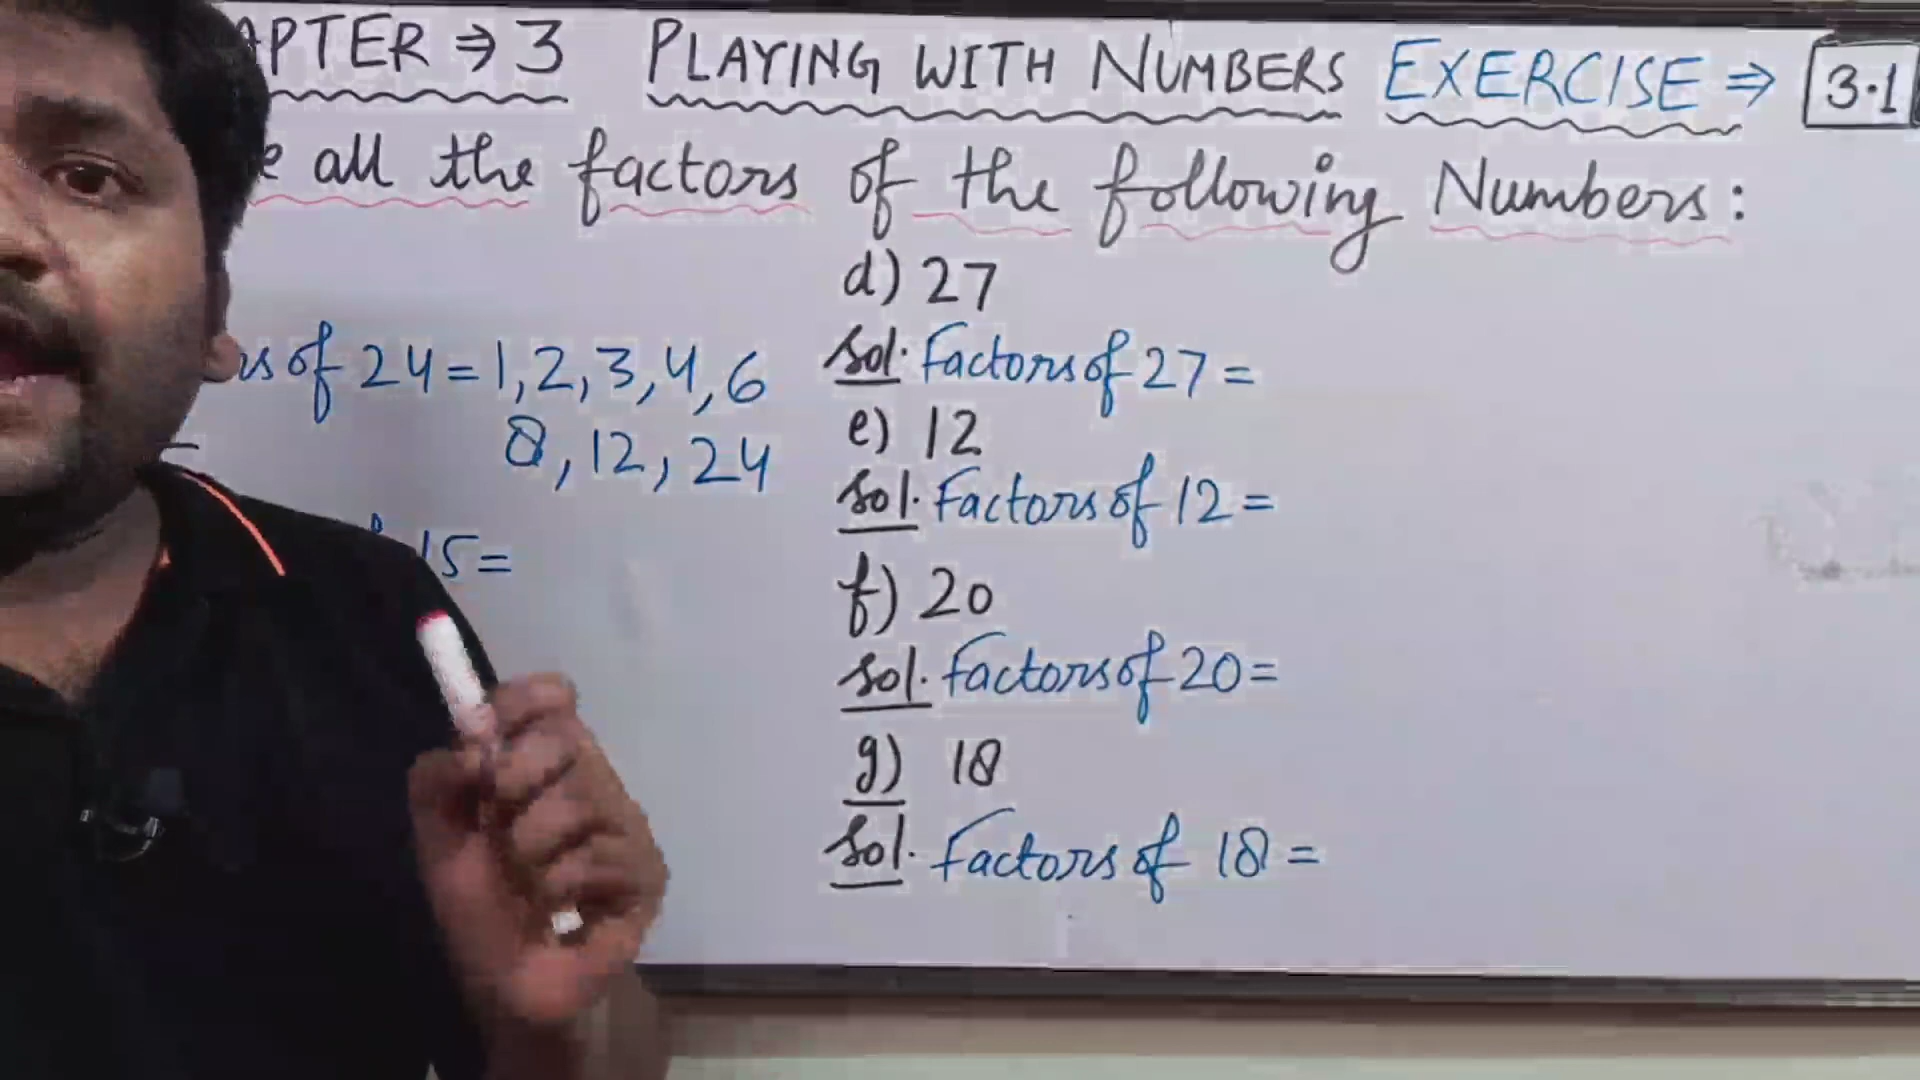 APTER ⇒ 3 PLAYING WITH NUMBERS EXERCISE ⇒ 3.1
all the factors of the following Numbers:
of 24 = 1, 2, 3, 4, 6
8, 12, 24
15 =
d) 27
Sol. Factors of 27 =
e) 12
Sol. Factors of 12 =
f) 20
Sol. Factors of 20 =
g) 18
Sol. Factors of 18 =